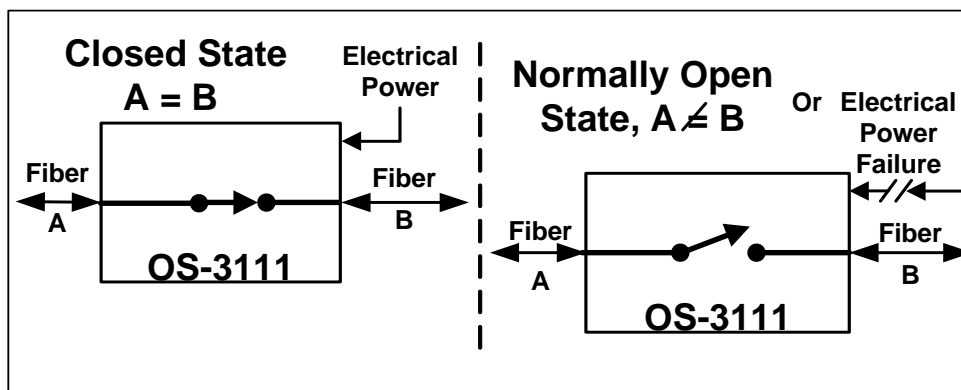 Closed State
A = B
Electrical
Power
Fiber
A
Fiber
B
OS-3111
Normally Open
State, A ≠ B
Or Electrical
Power
Failure
Fiber
A
Fiber
B
OS-3111